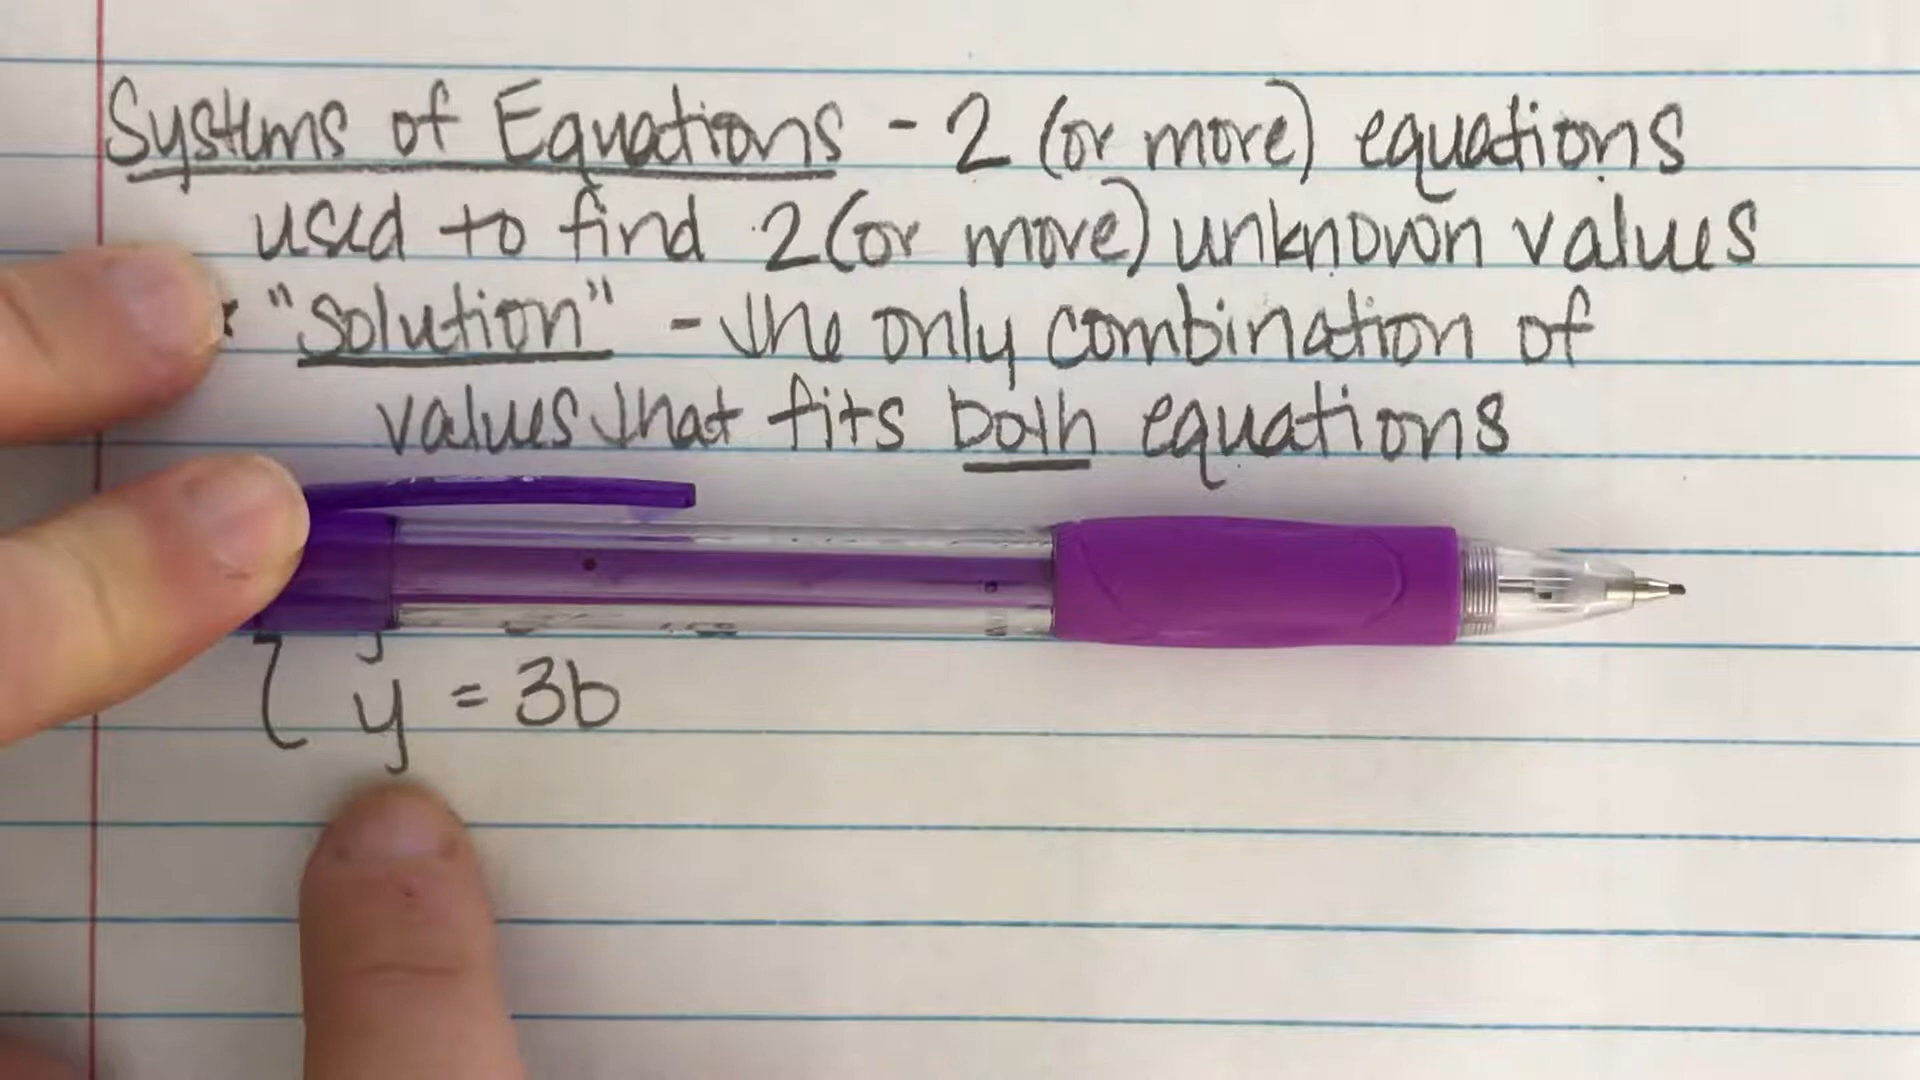 Systems of Equations - 2 (or more) equations
used to find 2 (or more) unknown values
* "Solution" - the only combination of
values that fits both equations
y = 3b